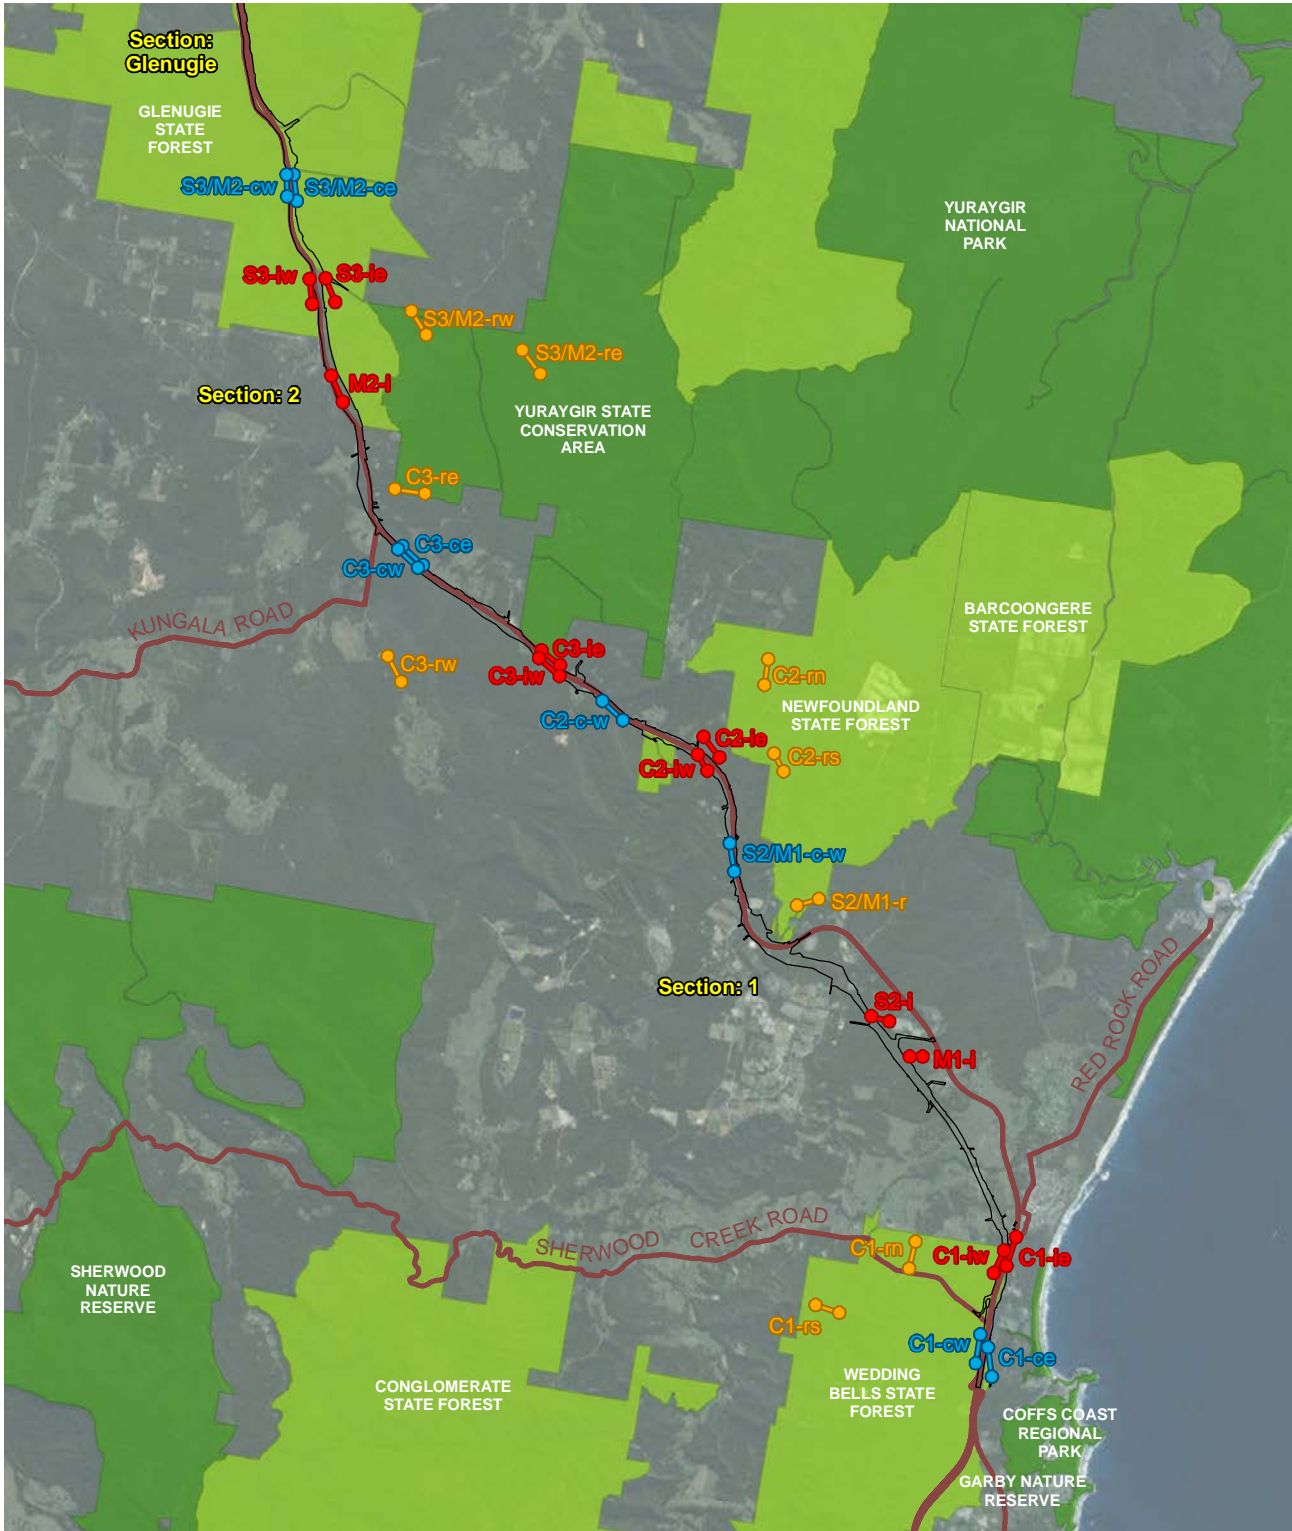 Section:
Glenugie
GLENUGIE
STATE
FOREST
S3/M2-cw
S3/M2-ce
YURAYGIR
NATIONAL
PARK
S3-iw
S3-ie
S3/M2-rw
S3/M2-re
M2-i
Section: 2
YURAYGIR STATE
CONSERVATION
AREA
C3-re
C3-ce
C3-cw
KUNGALA ROAD
BARCOONGERE
STATE FOREST
C3-ie
C3-rw
C3-iw
C2-rn
NEWFOUNDLAND
STATE FOREST
C2-c-w
C2-ie
C2-rs
C2-iw
S2/M1-c-w
S2/M1-r
Section: 1
S2-i
RED ROCK ROAD
M1-i
SHERWOOD CREEK ROAD
C1-rn
C1-iw
C1-ie
SHERWOOD
NATURE
RESERVE
C1-rs
C1-cw
C1-ce
CONGLOMERATE
STATE FOREST
WEDDING
BELLS STATE
FOREST
COFFS COAST
REGIONAL
PARK
GARBY NATURE
RESERVE